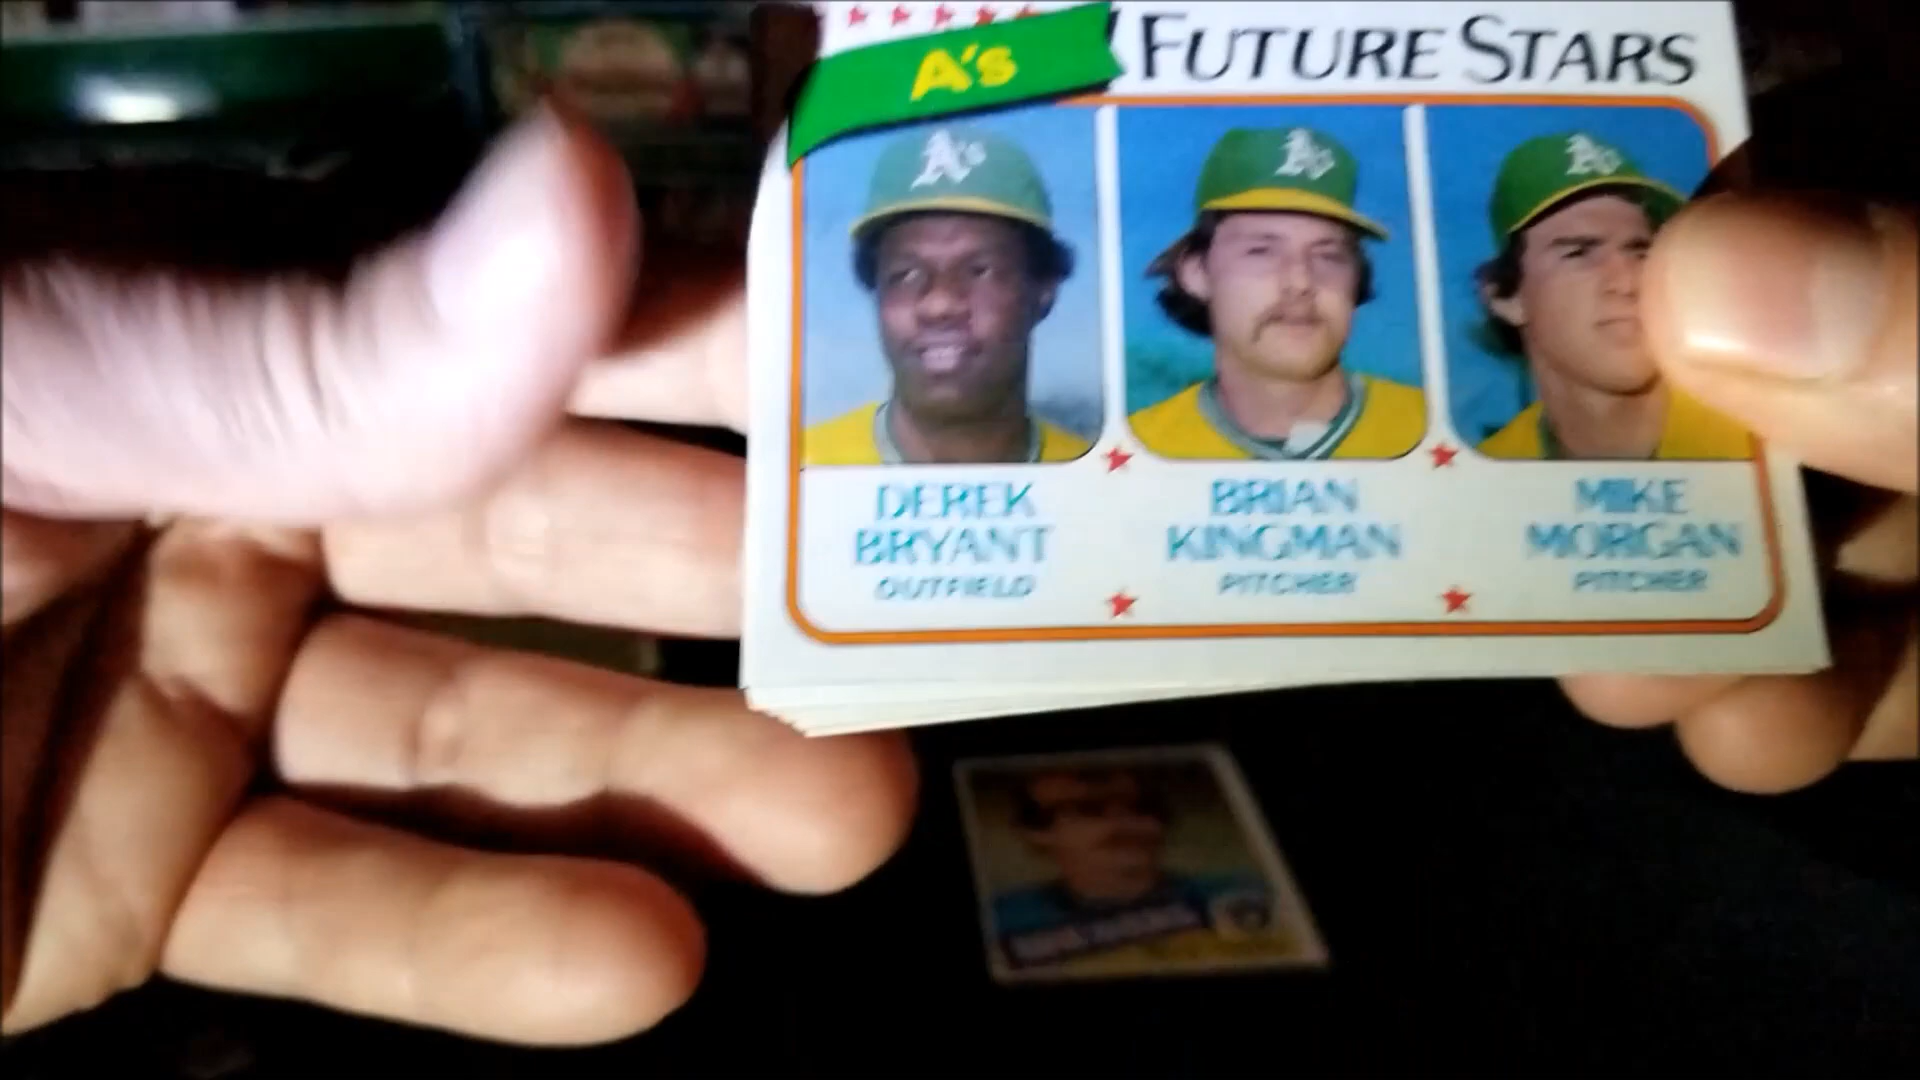 A's
FUTURE STARS
A's
A's
A's
DEREK
BRYANT
OUTFIELD
BRIAN
KINGMAN
PITCHER
MIKE
MORGAN
PITCHER